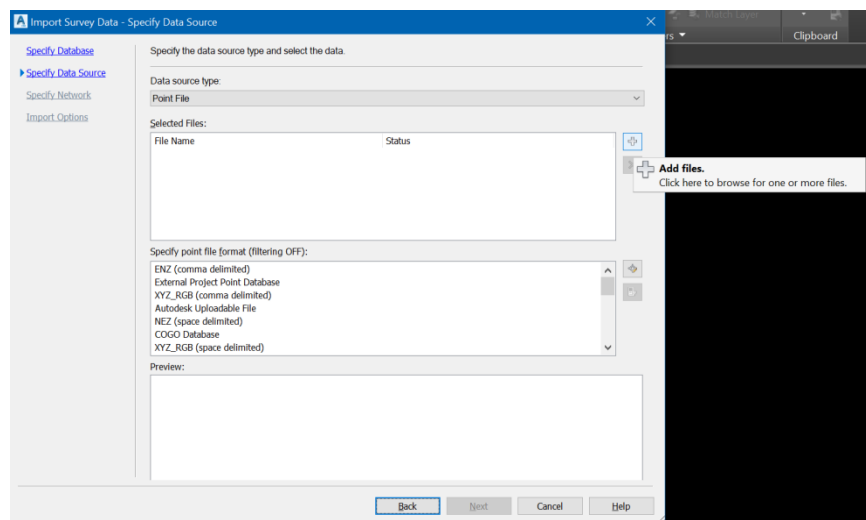 Import Survey Data - Specify Data Source
Match Layer
rs
Clipboard
Specify Database
Specify Data Source
Specify Network
Import Options
Specify the data source type and select the data.
Data source type:
Point File
Selected Files:
File Name Status
Add files.
Click here to browse for one or more files.
Specify point file format (filtering OFF):
ENZ (comma delimited)
External Project Point Database
XYZ_RGB (comma delimited)
Autodesk Uploadable File
NEZ (space delimited)
COGO Database
XYZ_RGB (space delimited)
Preview:
Back Next Cancel Help